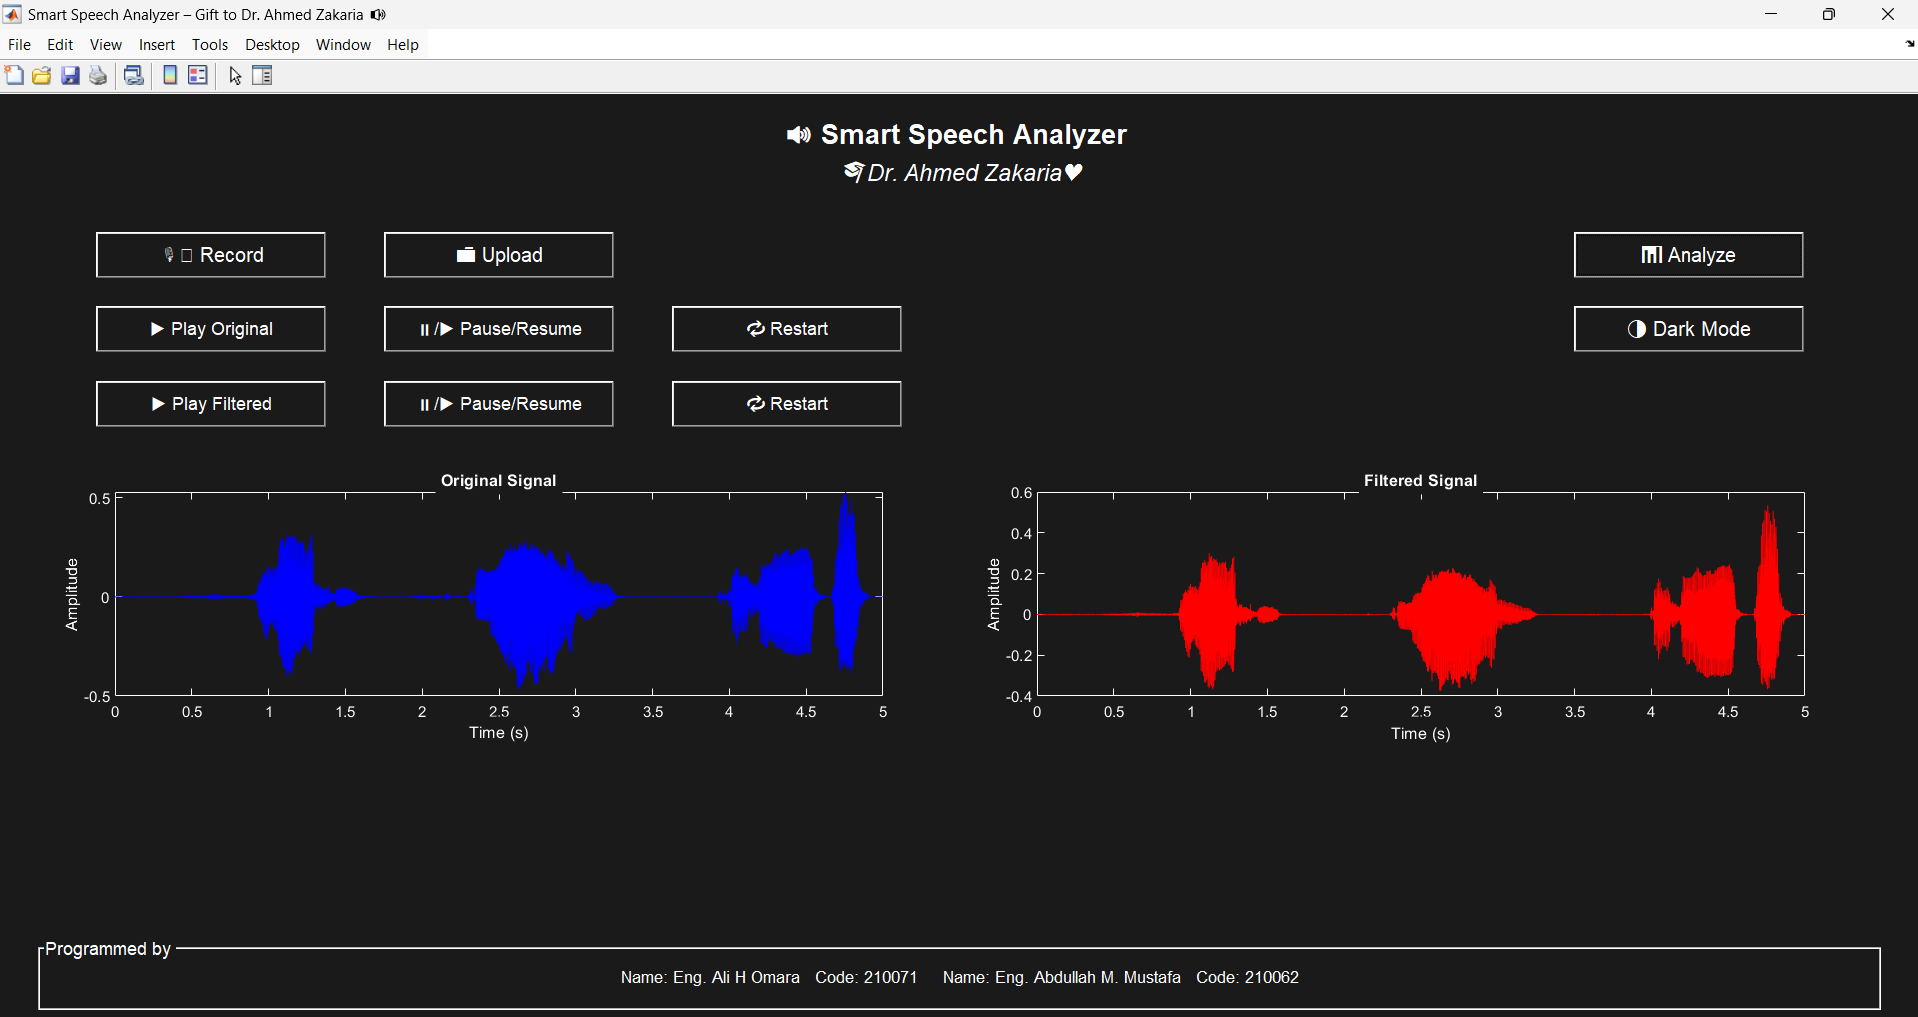 Smart Speech Analyzer – Gift to Dr. Ahmed Zakaria 🔊
File Edit View Insert Tools Desktop Window Help
🔊 Smart Speech Analyzer
🎓Dr. Ahmed Zakaria♥
Record
Upload
Analyze
▶ Play Original
⏸/▶ Pause/Resume
Restart
Dark Mode
▶ Play Filtered
⏸/▶ Pause/Resume
Restart
Original Signal
Amplitude
0.5
0
-0.5
0 0.5 1 1.5 2 2.5 3 3.5 4 4.5 5
Time (s)
Filtered Signal
Amplitude
0.6
0.4
0.2
0
-0.2
-0.4
0 0.5 1 1.5 2 2.5 3 3.5 4 4.5 5
Time (s)
Programmed by
Name: Eng. Ali H Omara Code: 210071 Name: Eng. Abdullah M. Mustafa Code: 210062